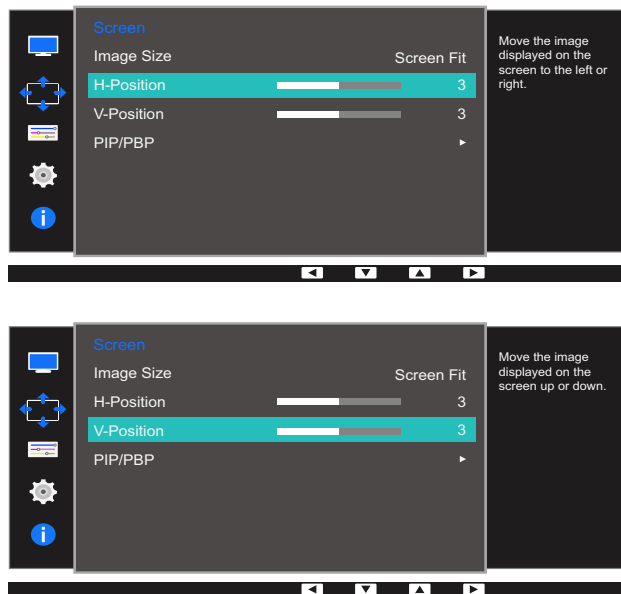 Screen
Image Size Screen Fit
H-Position 3
V-Position 3
PIP/PBP
Move the image
displayed on the
screen to the left or
right.
Screen
Image Size Screen Fit
H-Position 3
V-Position 3
PIP/PBP
Move the image
displayed on the
screen up or down.